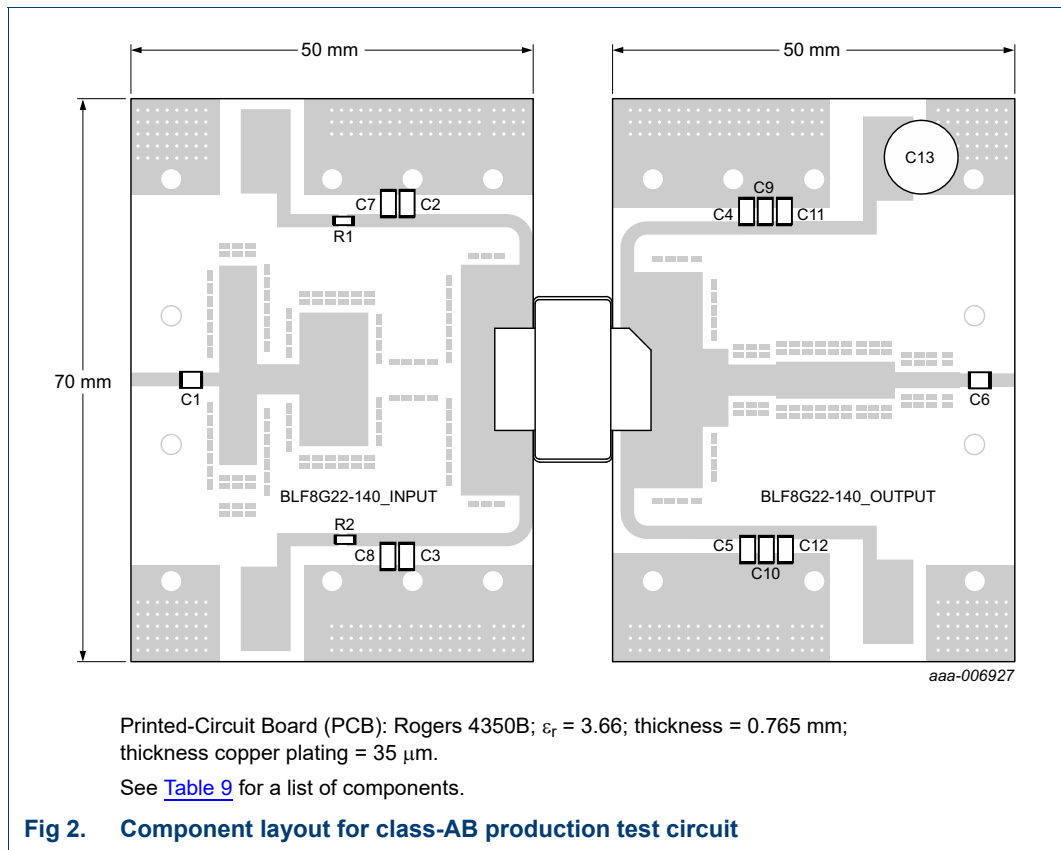 50 mm
50 mm
70 mm
C13
C7
C2
R1
C9
C4
C11
C1
C6
BLF8G22-140_INPUT
BLF8G22-140_OUTPUT
R2
C8
C3
C5
C12
C10
aaa-006927
Printed-Circuit Board (PCB): Rogers 4350B; εr = 3.66; thickness = 0.765 mm;
thickness copper plating = 35 μm.
See Table 9 for a list of components.
Fig 2. Component layout for class-AB production test circuit